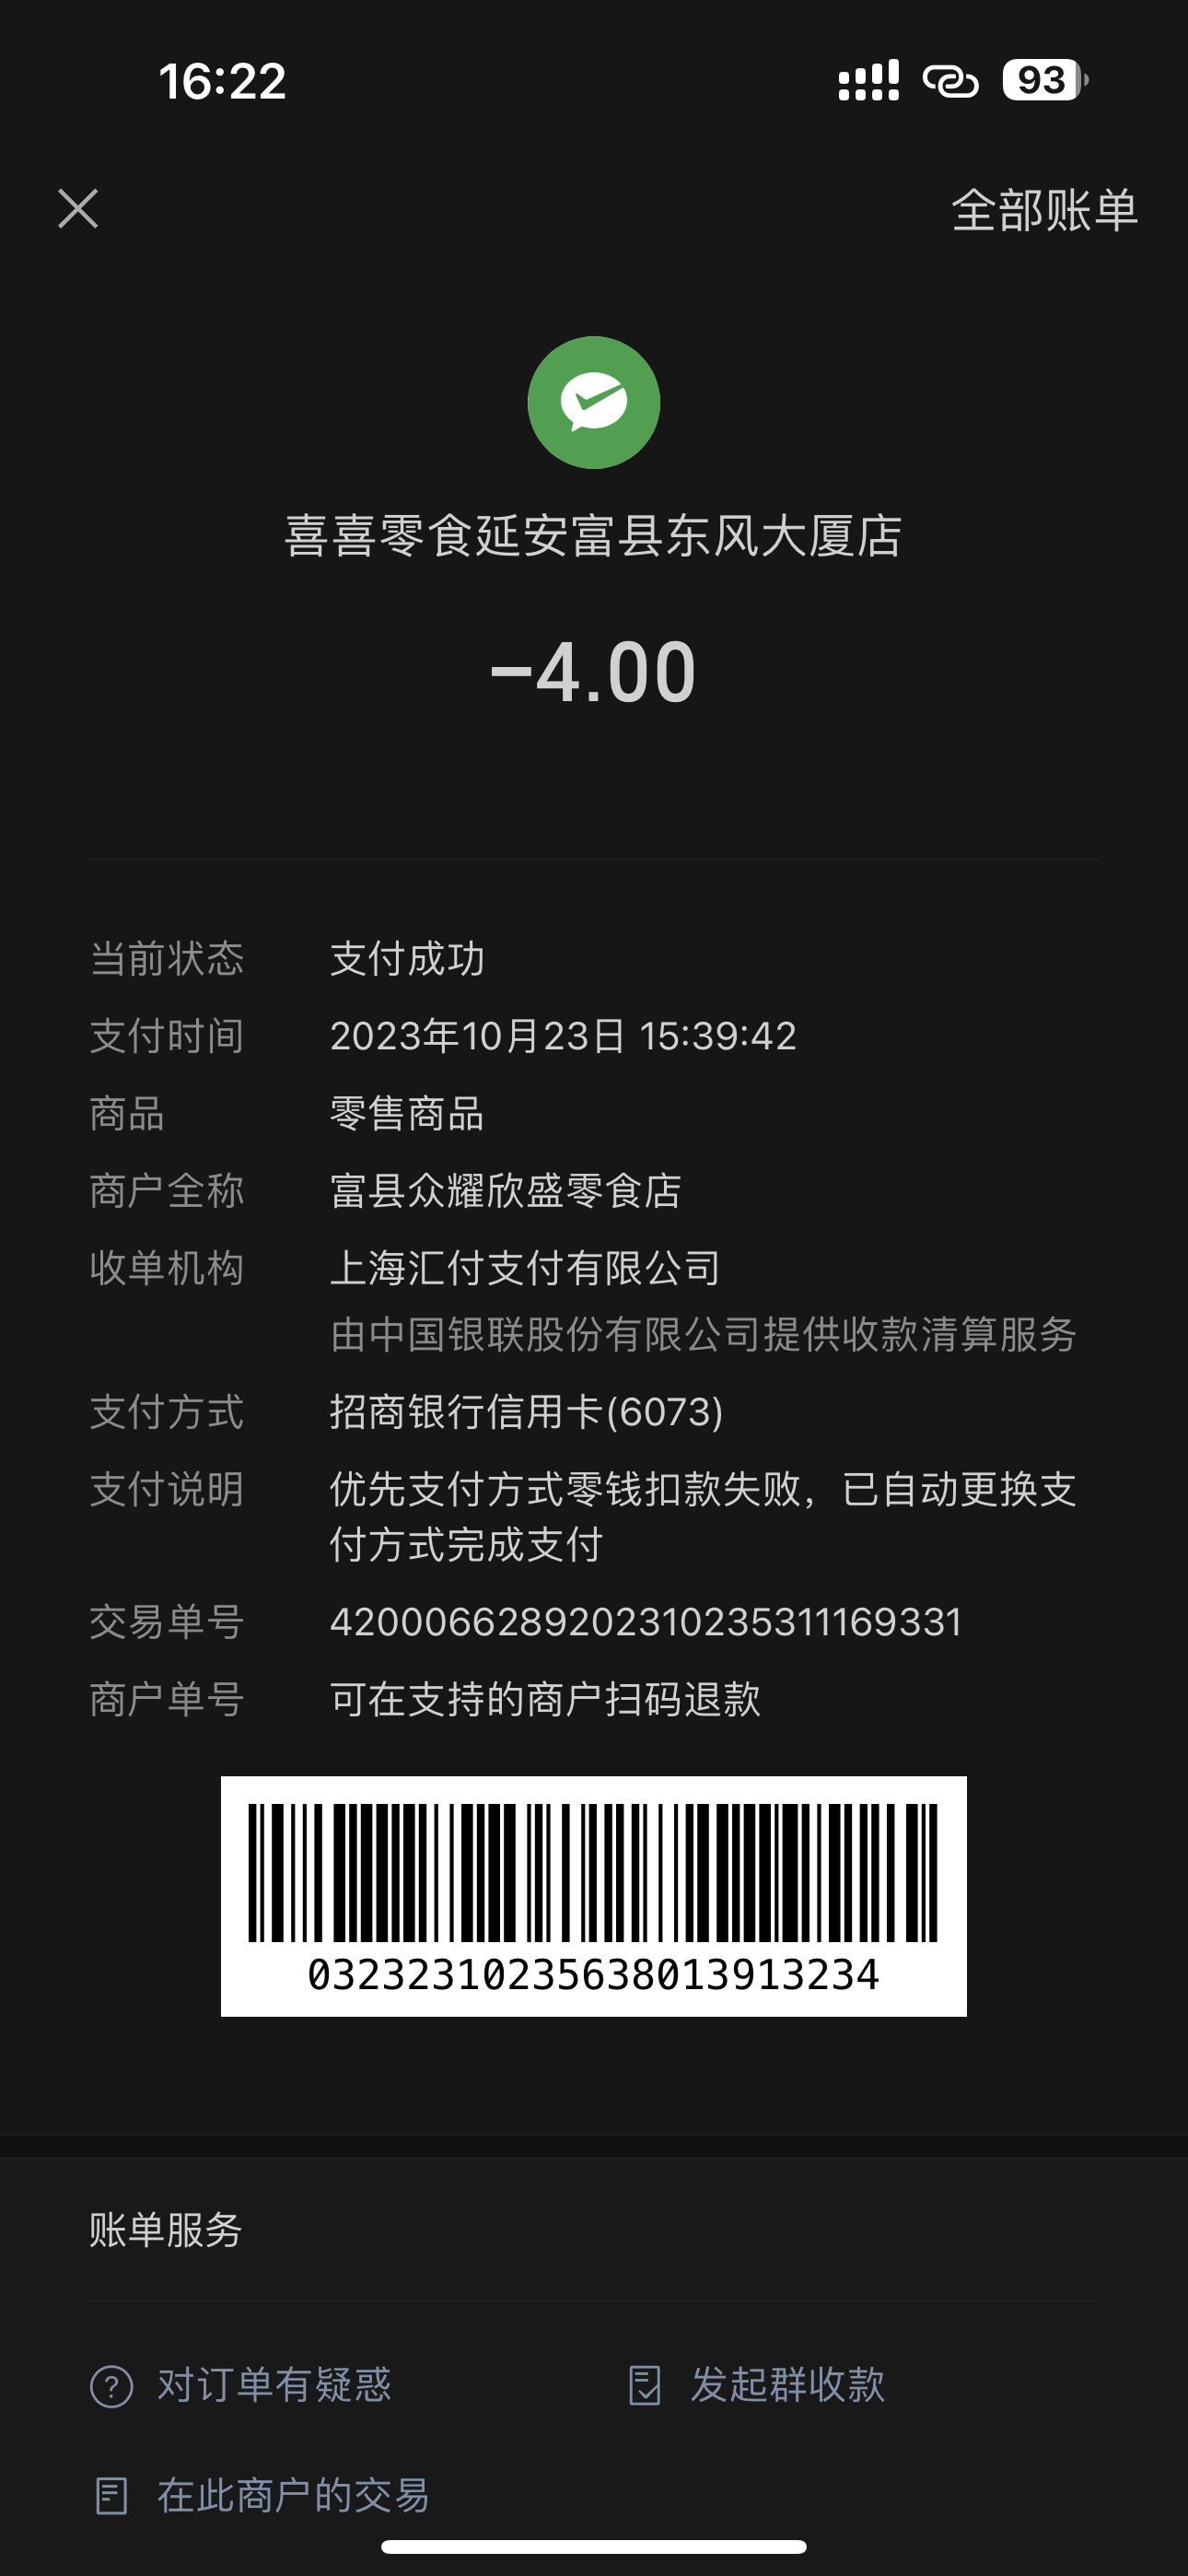 16:22
93
全部账单
喜喜零食延安富县东风大厦店
-4.00
当前状态 支付成功
支付时间 2023年10月23日 15:39:42
商品 零售商品
商户全称 富县众耀欣盛零食店
收单机构 上海汇付支付有限公司
由中国银联股份有限公司提供收款清算服务
支付方式 招商银行信用卡(6073)
支付说明 优先支付方式零钱扣款失败，已自动更换支
付方式完成支付
交易单号 4200066289202310235311169331
商户单号 可在支持的商户扫码退款
03232310235638013913234
账单服务
对订单有疑惑 发起群收款
在此商户的交易